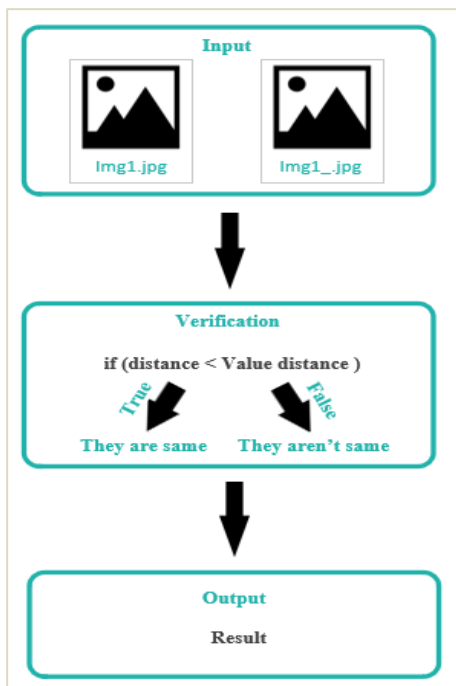 Input
Img1.jpg
Img1_.jpg
Verification
if (distance < Value distance )
True
False
They are same
They aren’t same
Output
Result